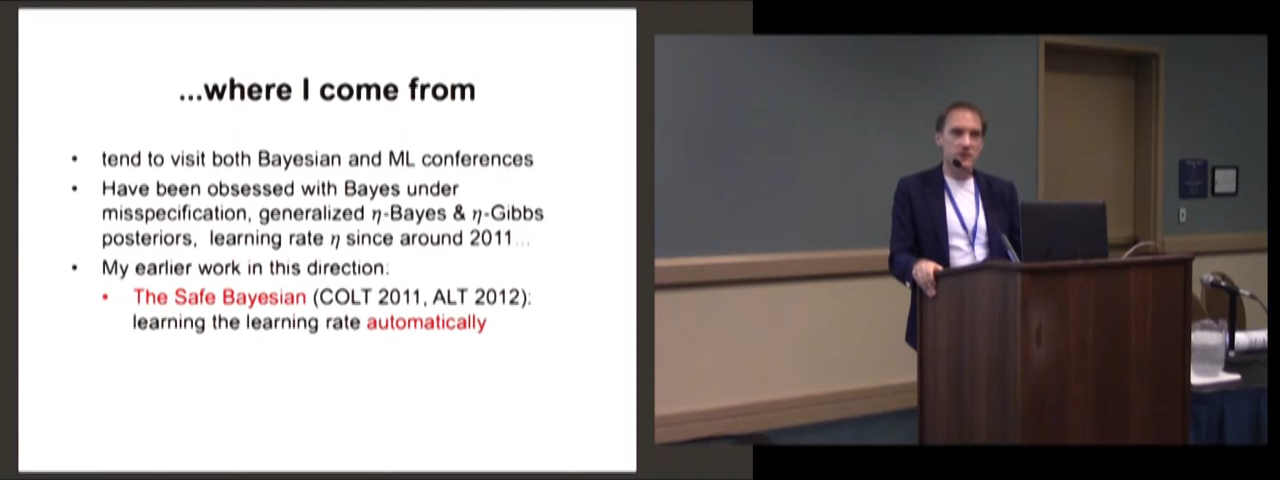 ...where I come from
• tend to visit both Bayesian and ML conferences
• Have been obsessed with Bayes under
misspecification, generalized η-Bayes & η-Gibbs
posteriors, learning rate η since around 2011...
• My earlier work in this direction:
• The Safe Bayesian (COLT 2011, ALT 2012):
learning the learning rate automatically